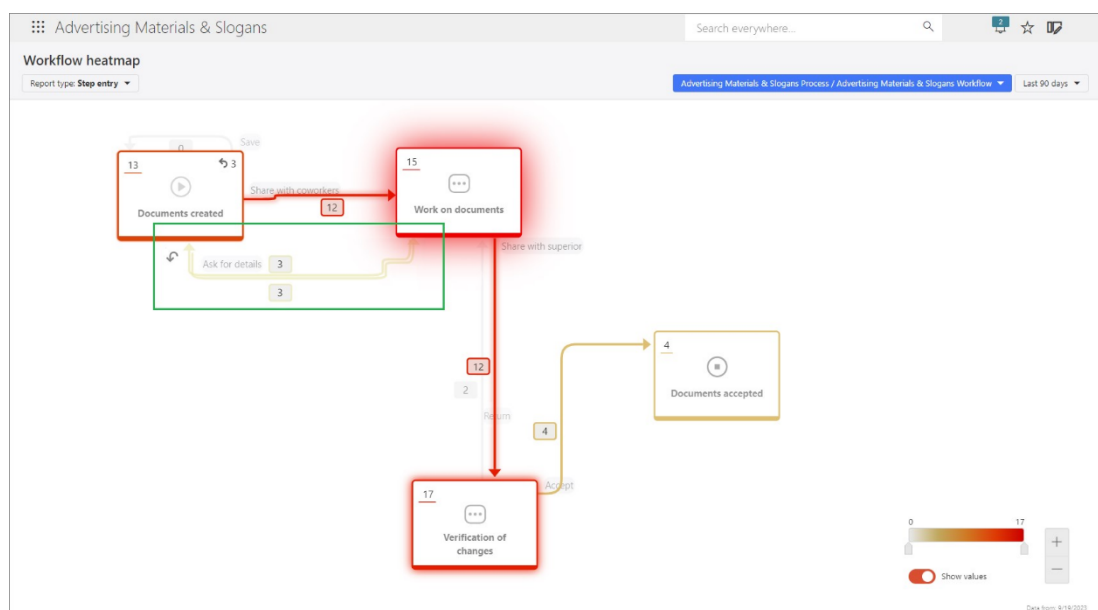 Advertising Materials & Slogans
Search everywhere...
2
Workflow heatmap
Report type: Step entry
Advertising Materials & Slogans Process / Advertising Materials & Slogans Workflow
Last 90 days
0
Save
13
3
Documents created
Share with coworkers
12
15
Work on documents
Ask for details
3
3
Share with superior
12
2
Return
4
Documents accepted
4
Accept
17
Verification of
changes
0
17
Show values
Data from: 9/19/2025